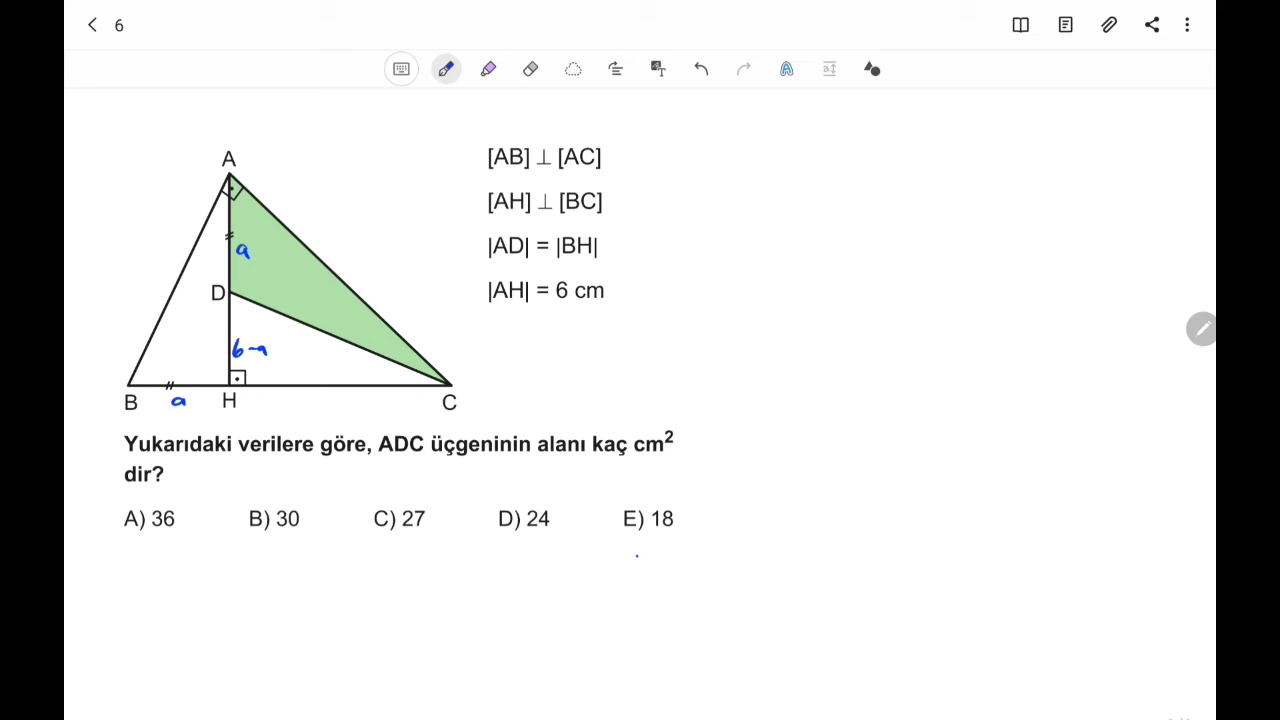 6
A
[AB] ⊥ [AC]
[AH] ⊥ [BC]
a
|AD| = |BH|
D
|AH| = 6 cm
6-a
B
a
H
C
Yukarıdaki verilere göre, ADC üçgeninin alanı kaç cm²
dir?
A) 36 B) 30 C) 27 D) 24 E) 18